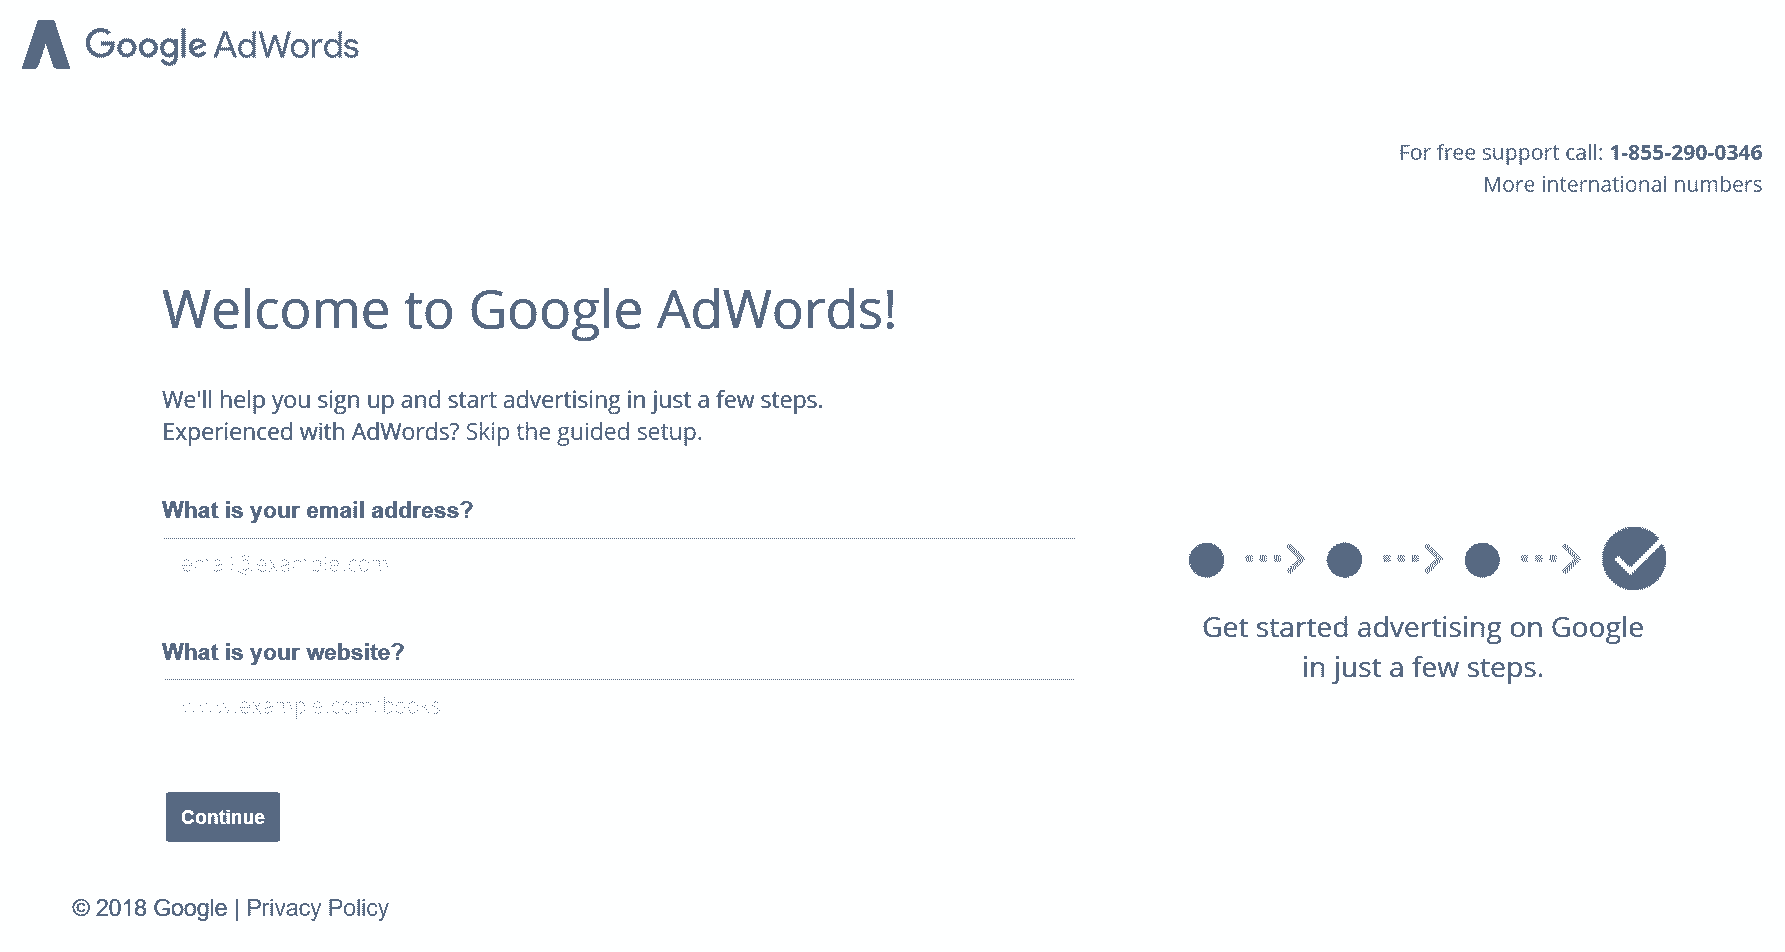 Google AdWords
For free support call: 1-855-290-0346
More international numbers
Welcome to Google AdWords!
We'll help you sign up and start advertising in just a few steps.
Experienced with AdWords? Skip the guided setup.
What is your email address?
email@example.com
What is your website?
www.example.com/books
Get started advertising on Google
in just a few steps.
Continue
© 2018 Google | Privacy Policy